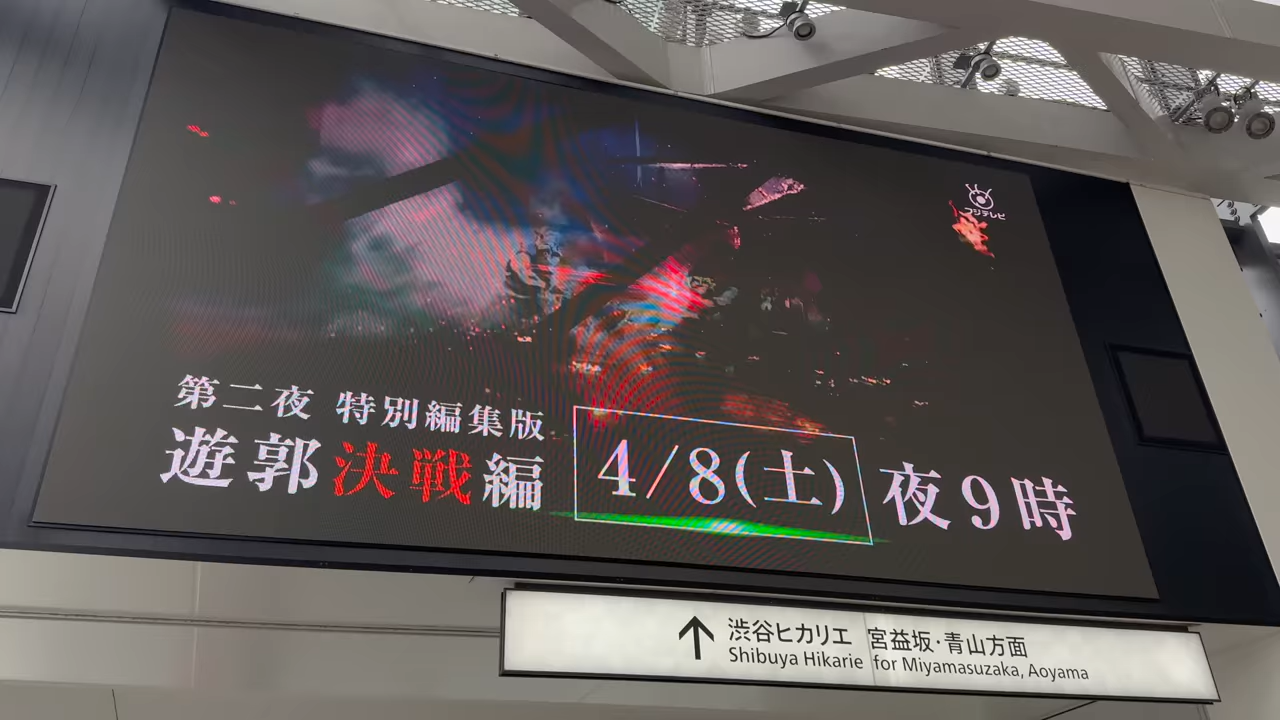 フジテレビ
第二夜 特別編集版
遊郭決戦編 4/8(土) 夜9時
↑ 渋谷ヒカリエ 宮益坂・青山方面
Shibuya Hikarie for Miyamasuzaka, Aoyama